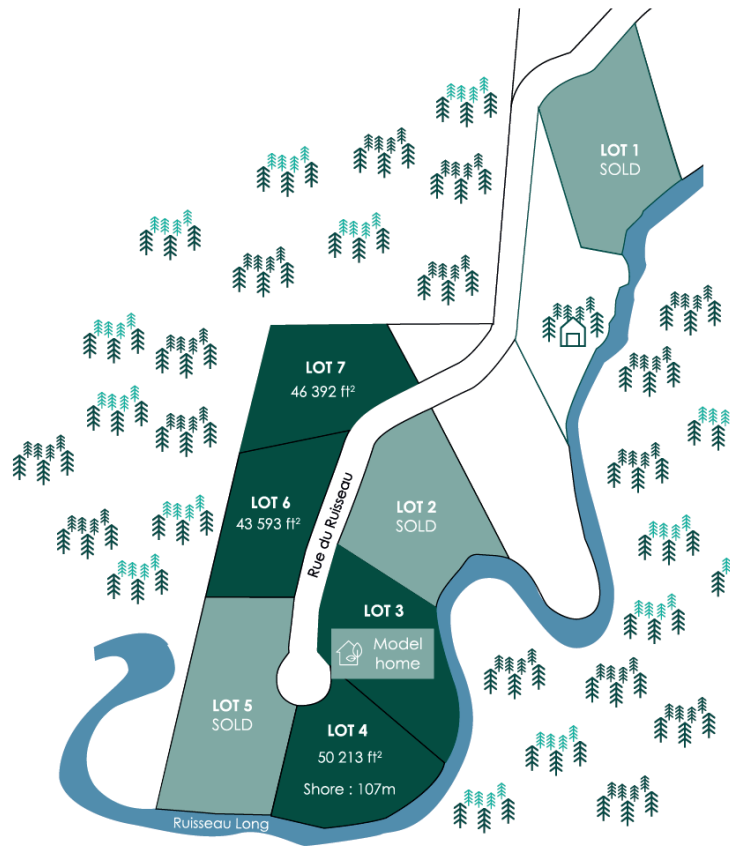 LOT 1
SOLD
LOT 7
46 392 ft²
LOT 6
43 593 ft²
Rue du Ruisseau
LOT 2
SOLD
LOT 3
Model
home
LOT 5
SOLD
LOT 4
50 213 ft²
Shore : 107m
Ruisseau Long